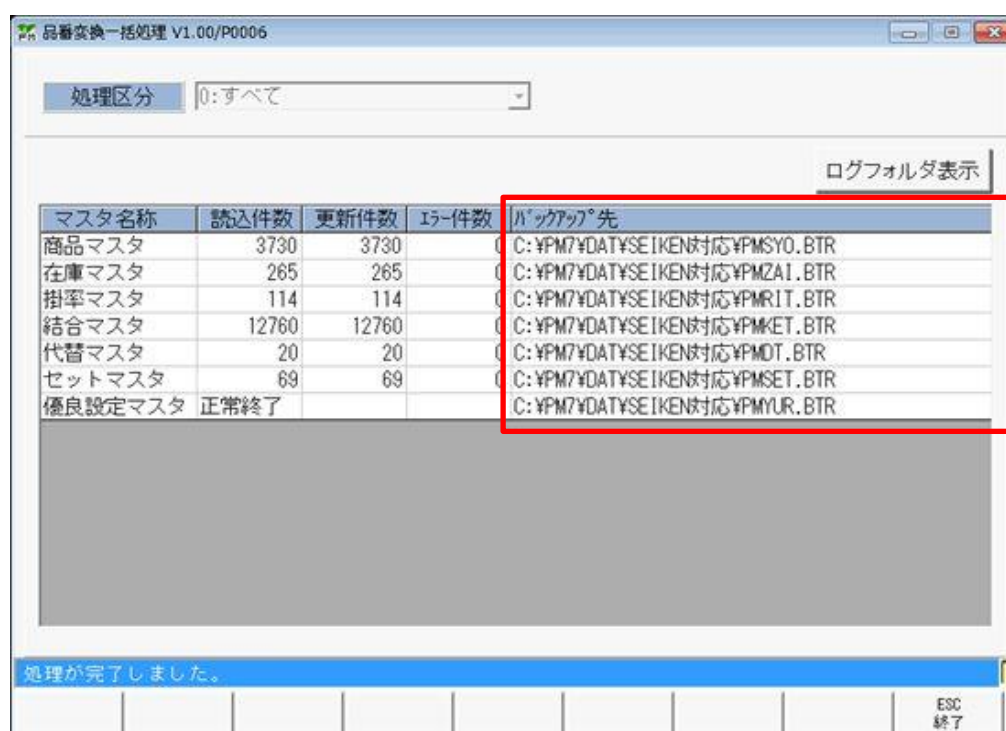 品番変換一括処理 V1.00/P0006
処理区分 0:すべて
ログフォルダ表示
マスタ名称 読込件数 更新件数 ｴﾗｰ件数 ﾊﾞｯｸｱｯﾌﾟ先
商品マスタ 3730 3730 0 C:¥PM7¥DAT¥SEIKEN対応¥PMSYO.BTR
在庫マスタ 265 265 0 C:¥PM7¥DAT¥SEIKEN対応¥PMZAI.BTR
掛率マスタ 114 114 0 C:¥PM7¥DAT¥SEIKEN対応¥PMRIT.BTR
結合マスタ 12760 12760 0 C:¥PM7¥DAT¥SEIKEN対応¥PMKET.BTR
代替マスタ 20 20 0 C:¥PM7¥DAT¥SEIKEN対応¥PMDT.BTR
セットマスタ 69 69 0 C:¥PM7¥DAT¥SEIKEN対応¥PMSET.BTR
優良設定マスタ 正常終了 C:¥PM7¥DAT¥SEIKEN対応¥PMYUR.BTR
処理が完了しました。
ESC
終了